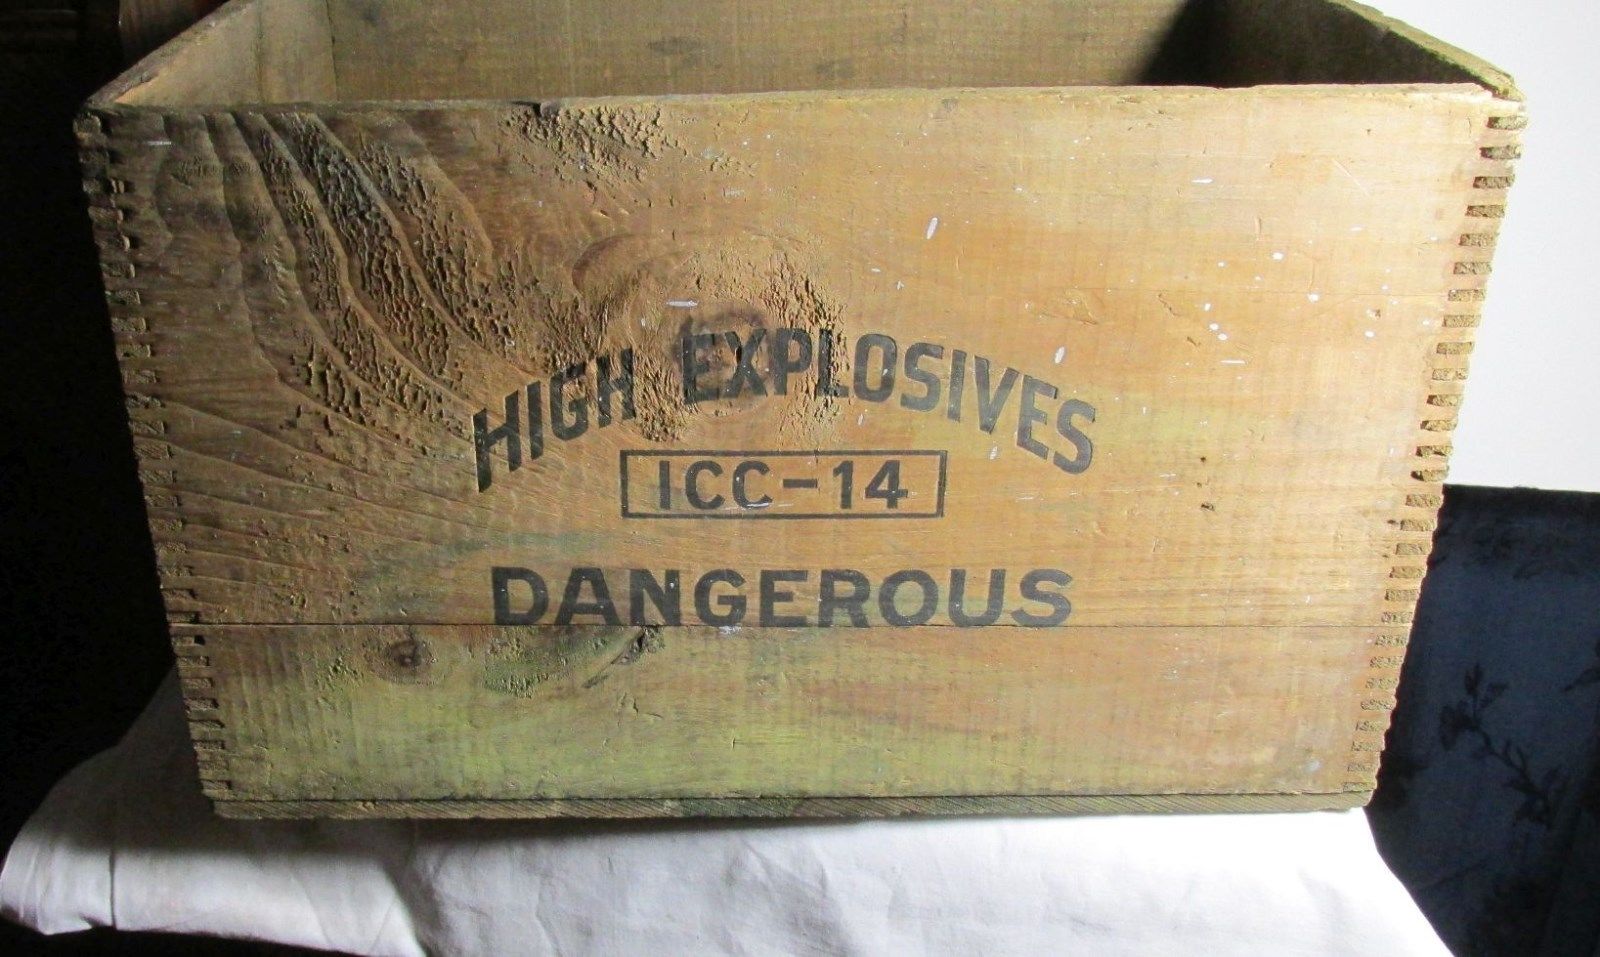 HIGH EXPLOSIVES
ICC-14
DANGEROUS